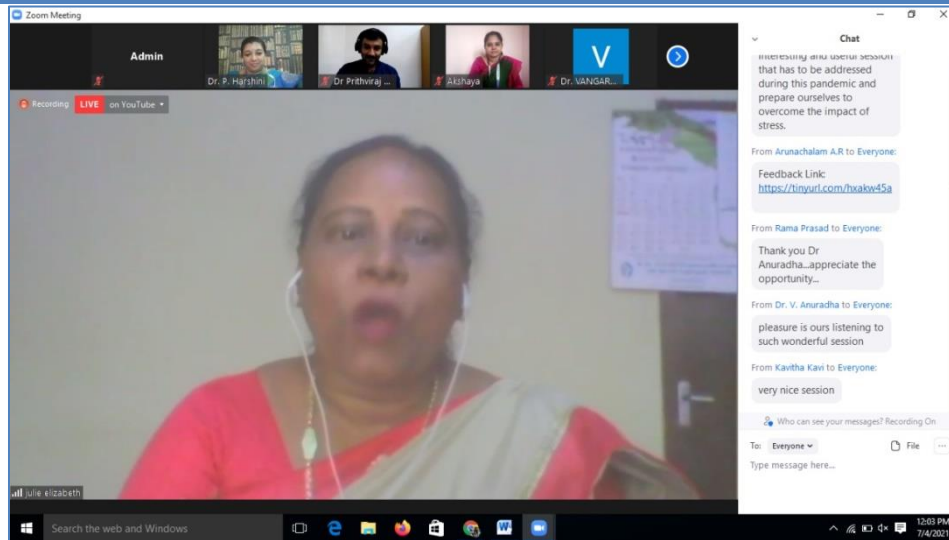 Zoom Meeting
Admin
Dr. P. Harshini
Dr Prithviraj ...
Akshaya
V
Dr. VANGAR...
Recording LIVE on YouTube
julie elizabeth
Chat
interesting and useful session
that has to be addressed
during this pandemic and
prepare ourselves to
overcome the impact of
stress.
From Arunachalam A.R to Everyone:
Feedback Link:
https://tinyurl.com/hxakw45a
From Rama Prasad to Everyone:
Thank you Dr
Anuradha...appreciate the
opportunity...
From Dr. V. Anuradha to Everyone:
pleasure is ours listening to
such wonderful session
From Kavitha Kavi to Everyone:
very nice session
Who can see your messages? Recording On
To: Everyone File ...
Type message here...
Search the web and Windows
12:03 PM
7/4/2021